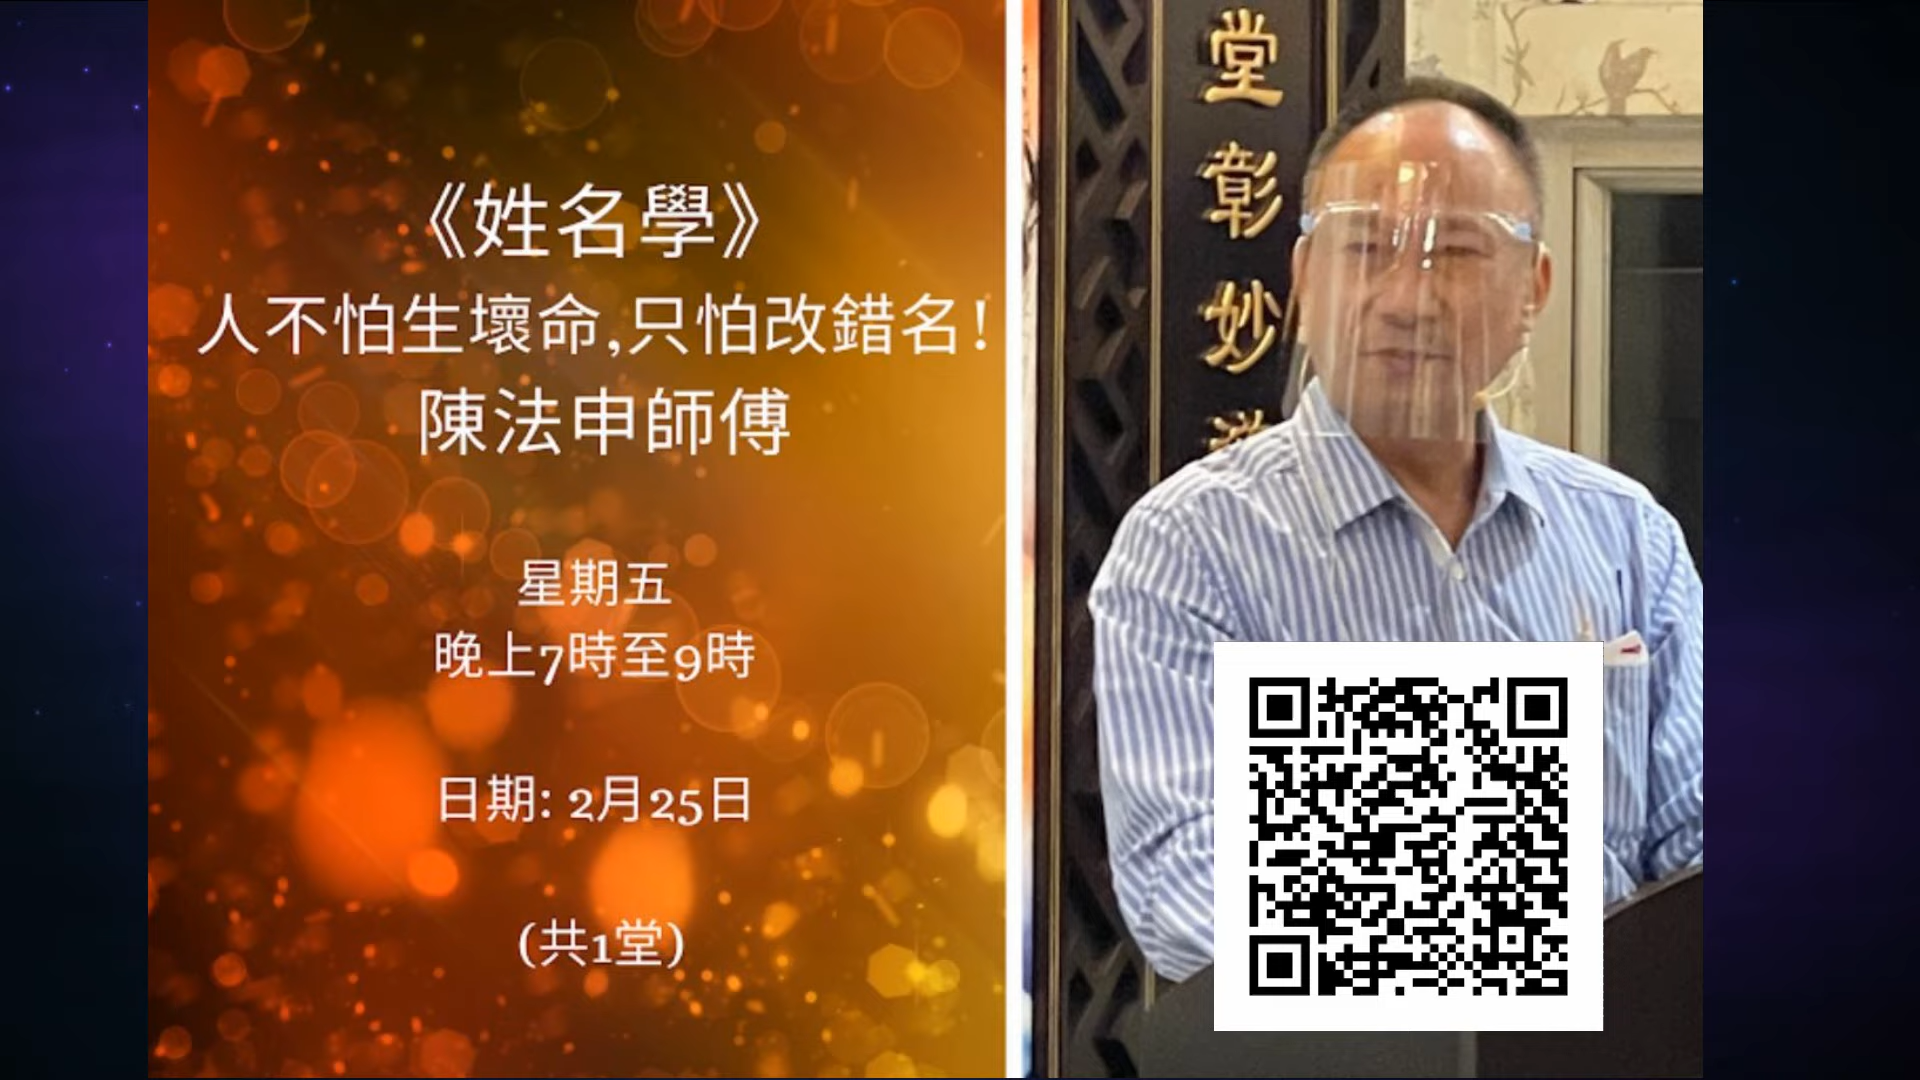 《姓名學》
人不怕生壞命,只怕改錯名!
陳法申師傅
星期五
晚上7時至9時
日期: 2月25日
(共1堂)
堂彰妙